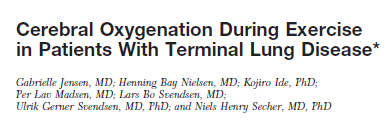 Cerebral Oxygenation During Exercise
in Patients With Terminal Lung Disease*
Gabrielle Jensen, MD; Henning Bay Nielsen, MD; Kojiro Ide, PhD;
Per Lav Madsen, MD; Lars Bo Svendsen, MD;
Ulrik Gerner Svendsen, MD, PhD; and Niels Henry Secher, MD, PhD